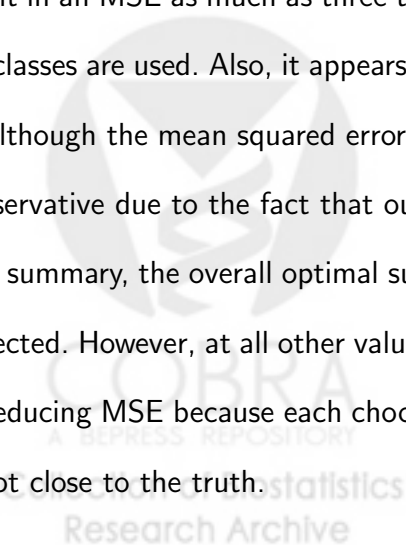 t in an MSE as much as three t
classes are used. Also, it appears
lthough the mean squared error
servative due to the fact that ou
summary, the overall optimal su
ected. However, at all other valu
COBRA
educing MSE because each choo
A BEPRESS REPOSITORY
ot close to the truth.
Collection of Biostatistics
Research Archive